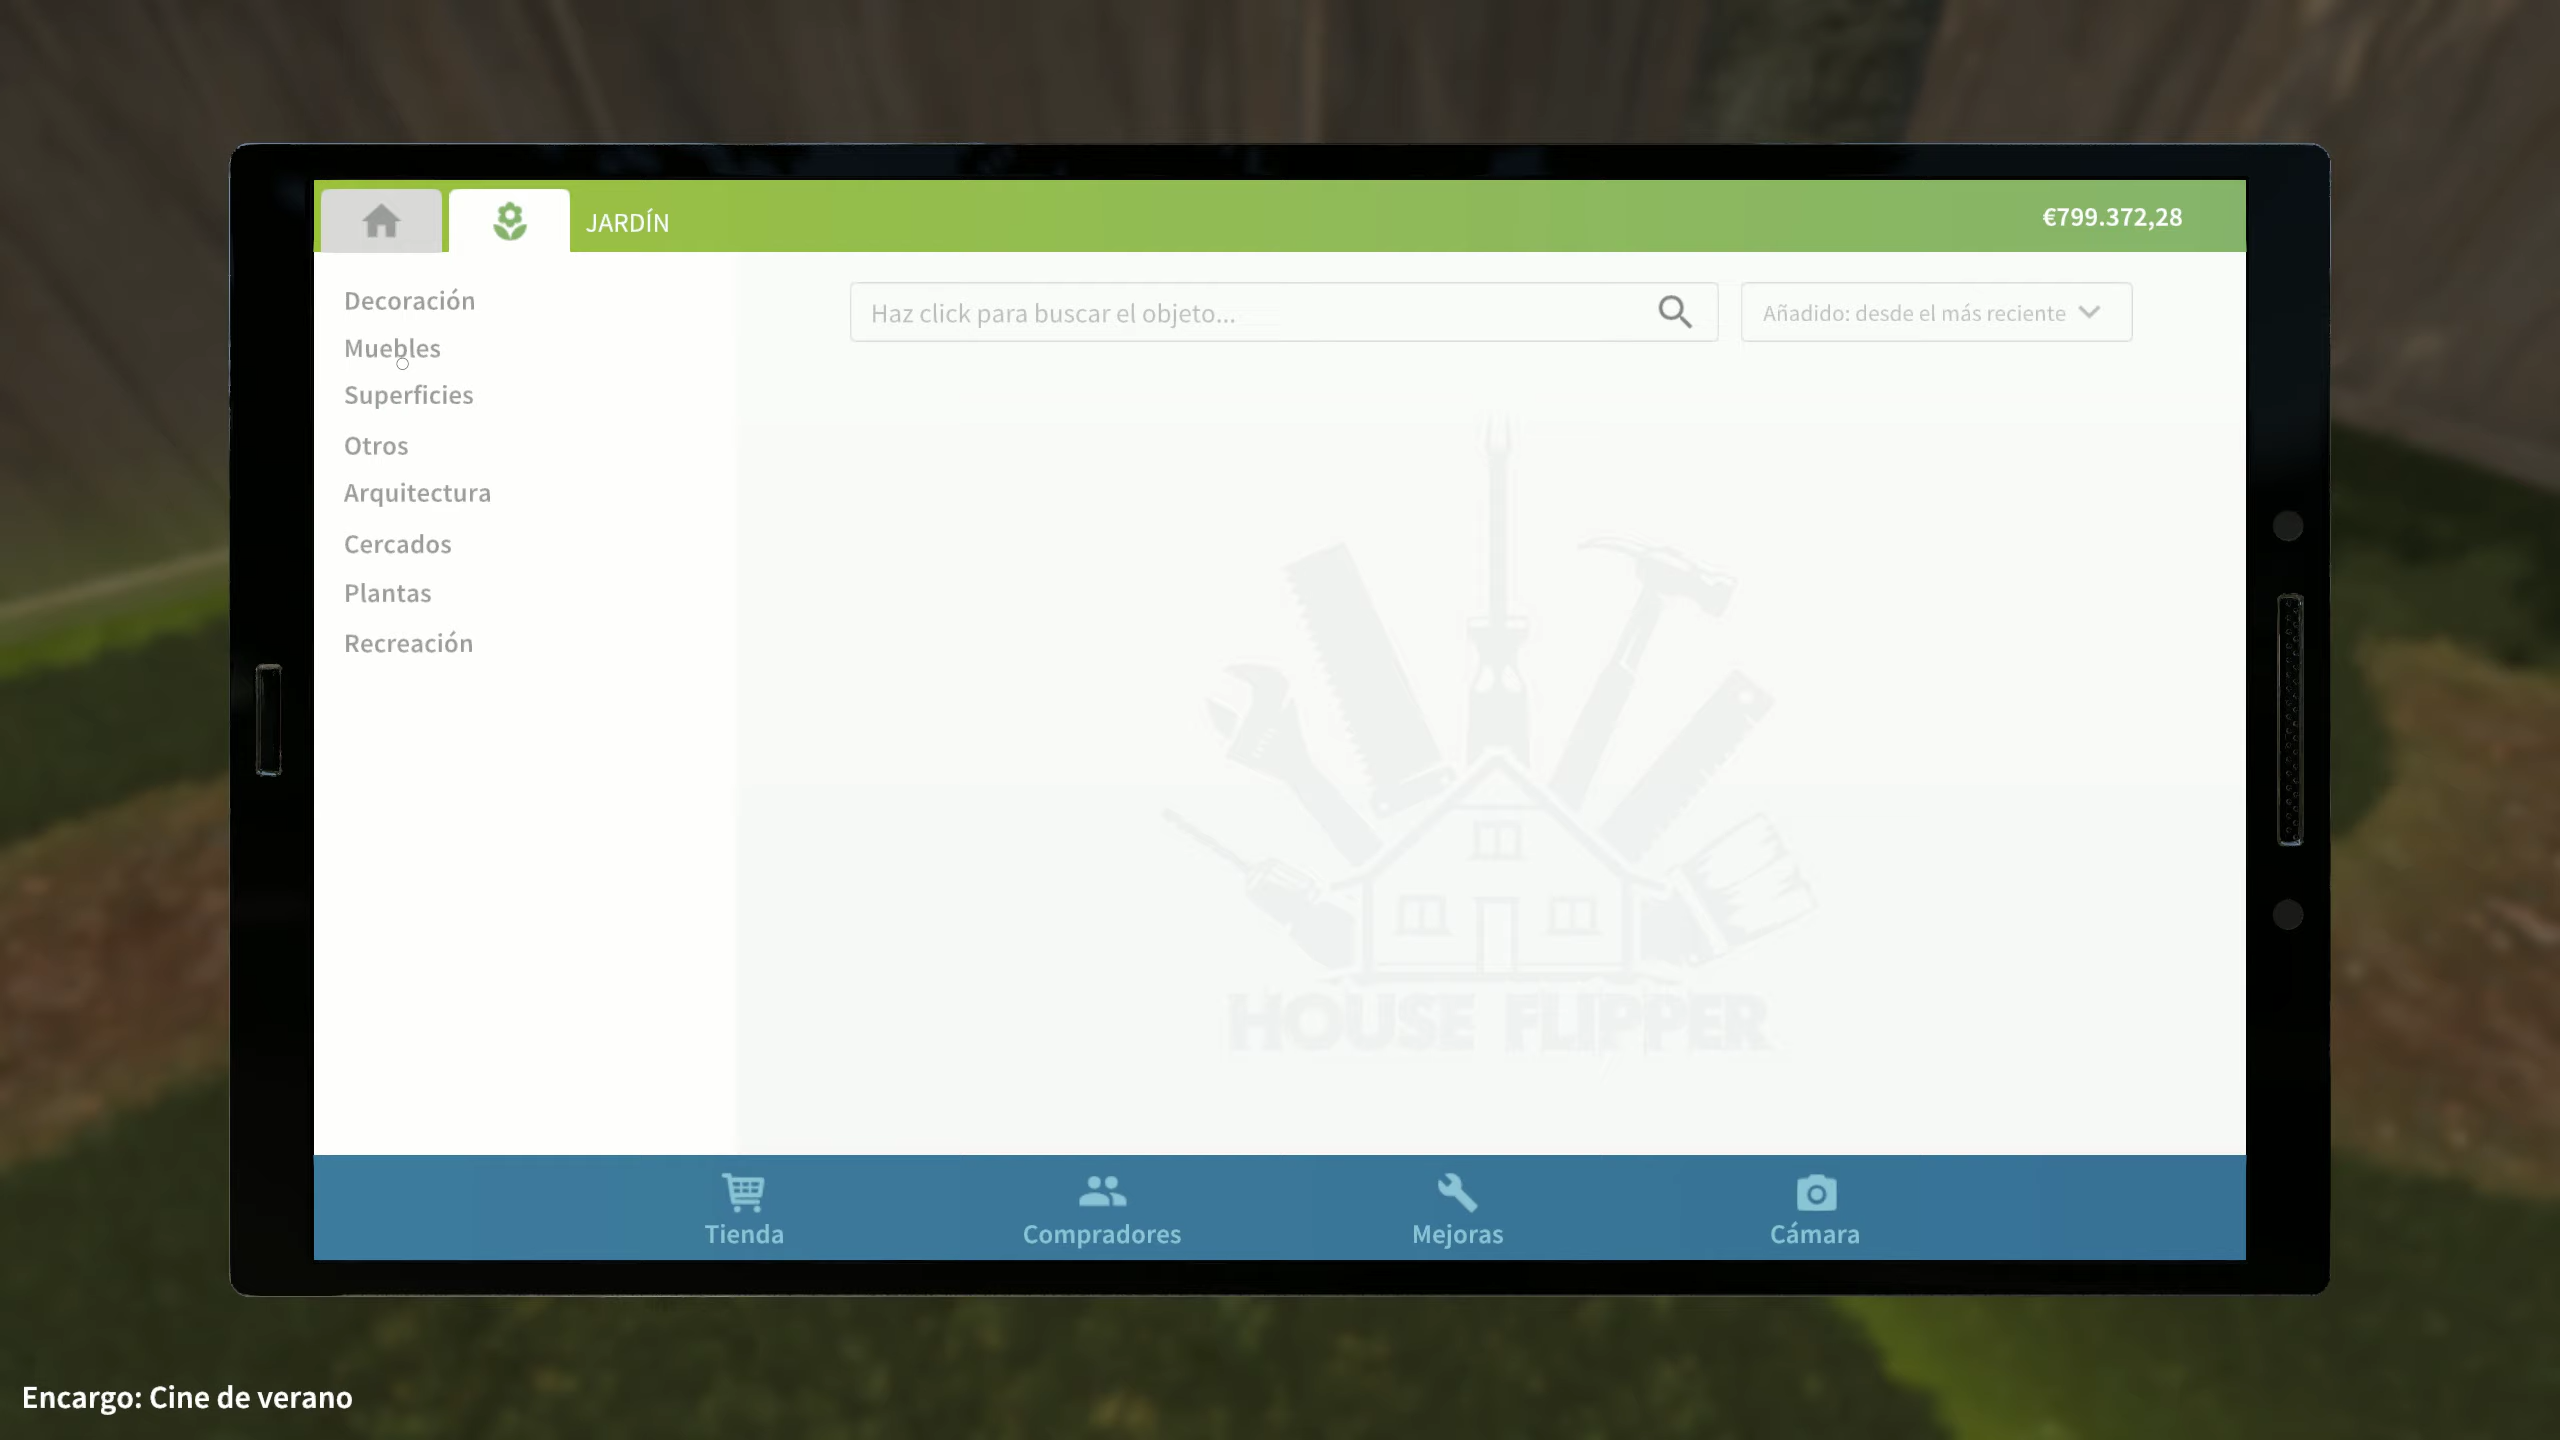 JARDÍN
€799.372,28
Decoración
Muebles
Superficies
Otros
Arquitectura
Cercados
Plantas
Recreación
Haz click para buscar el objeto...
Añadido: desde el más reciente
HOUSE FLIPPER
Tienda
Compradores
Mejoras
Cámara
Encargo: Cine de verano